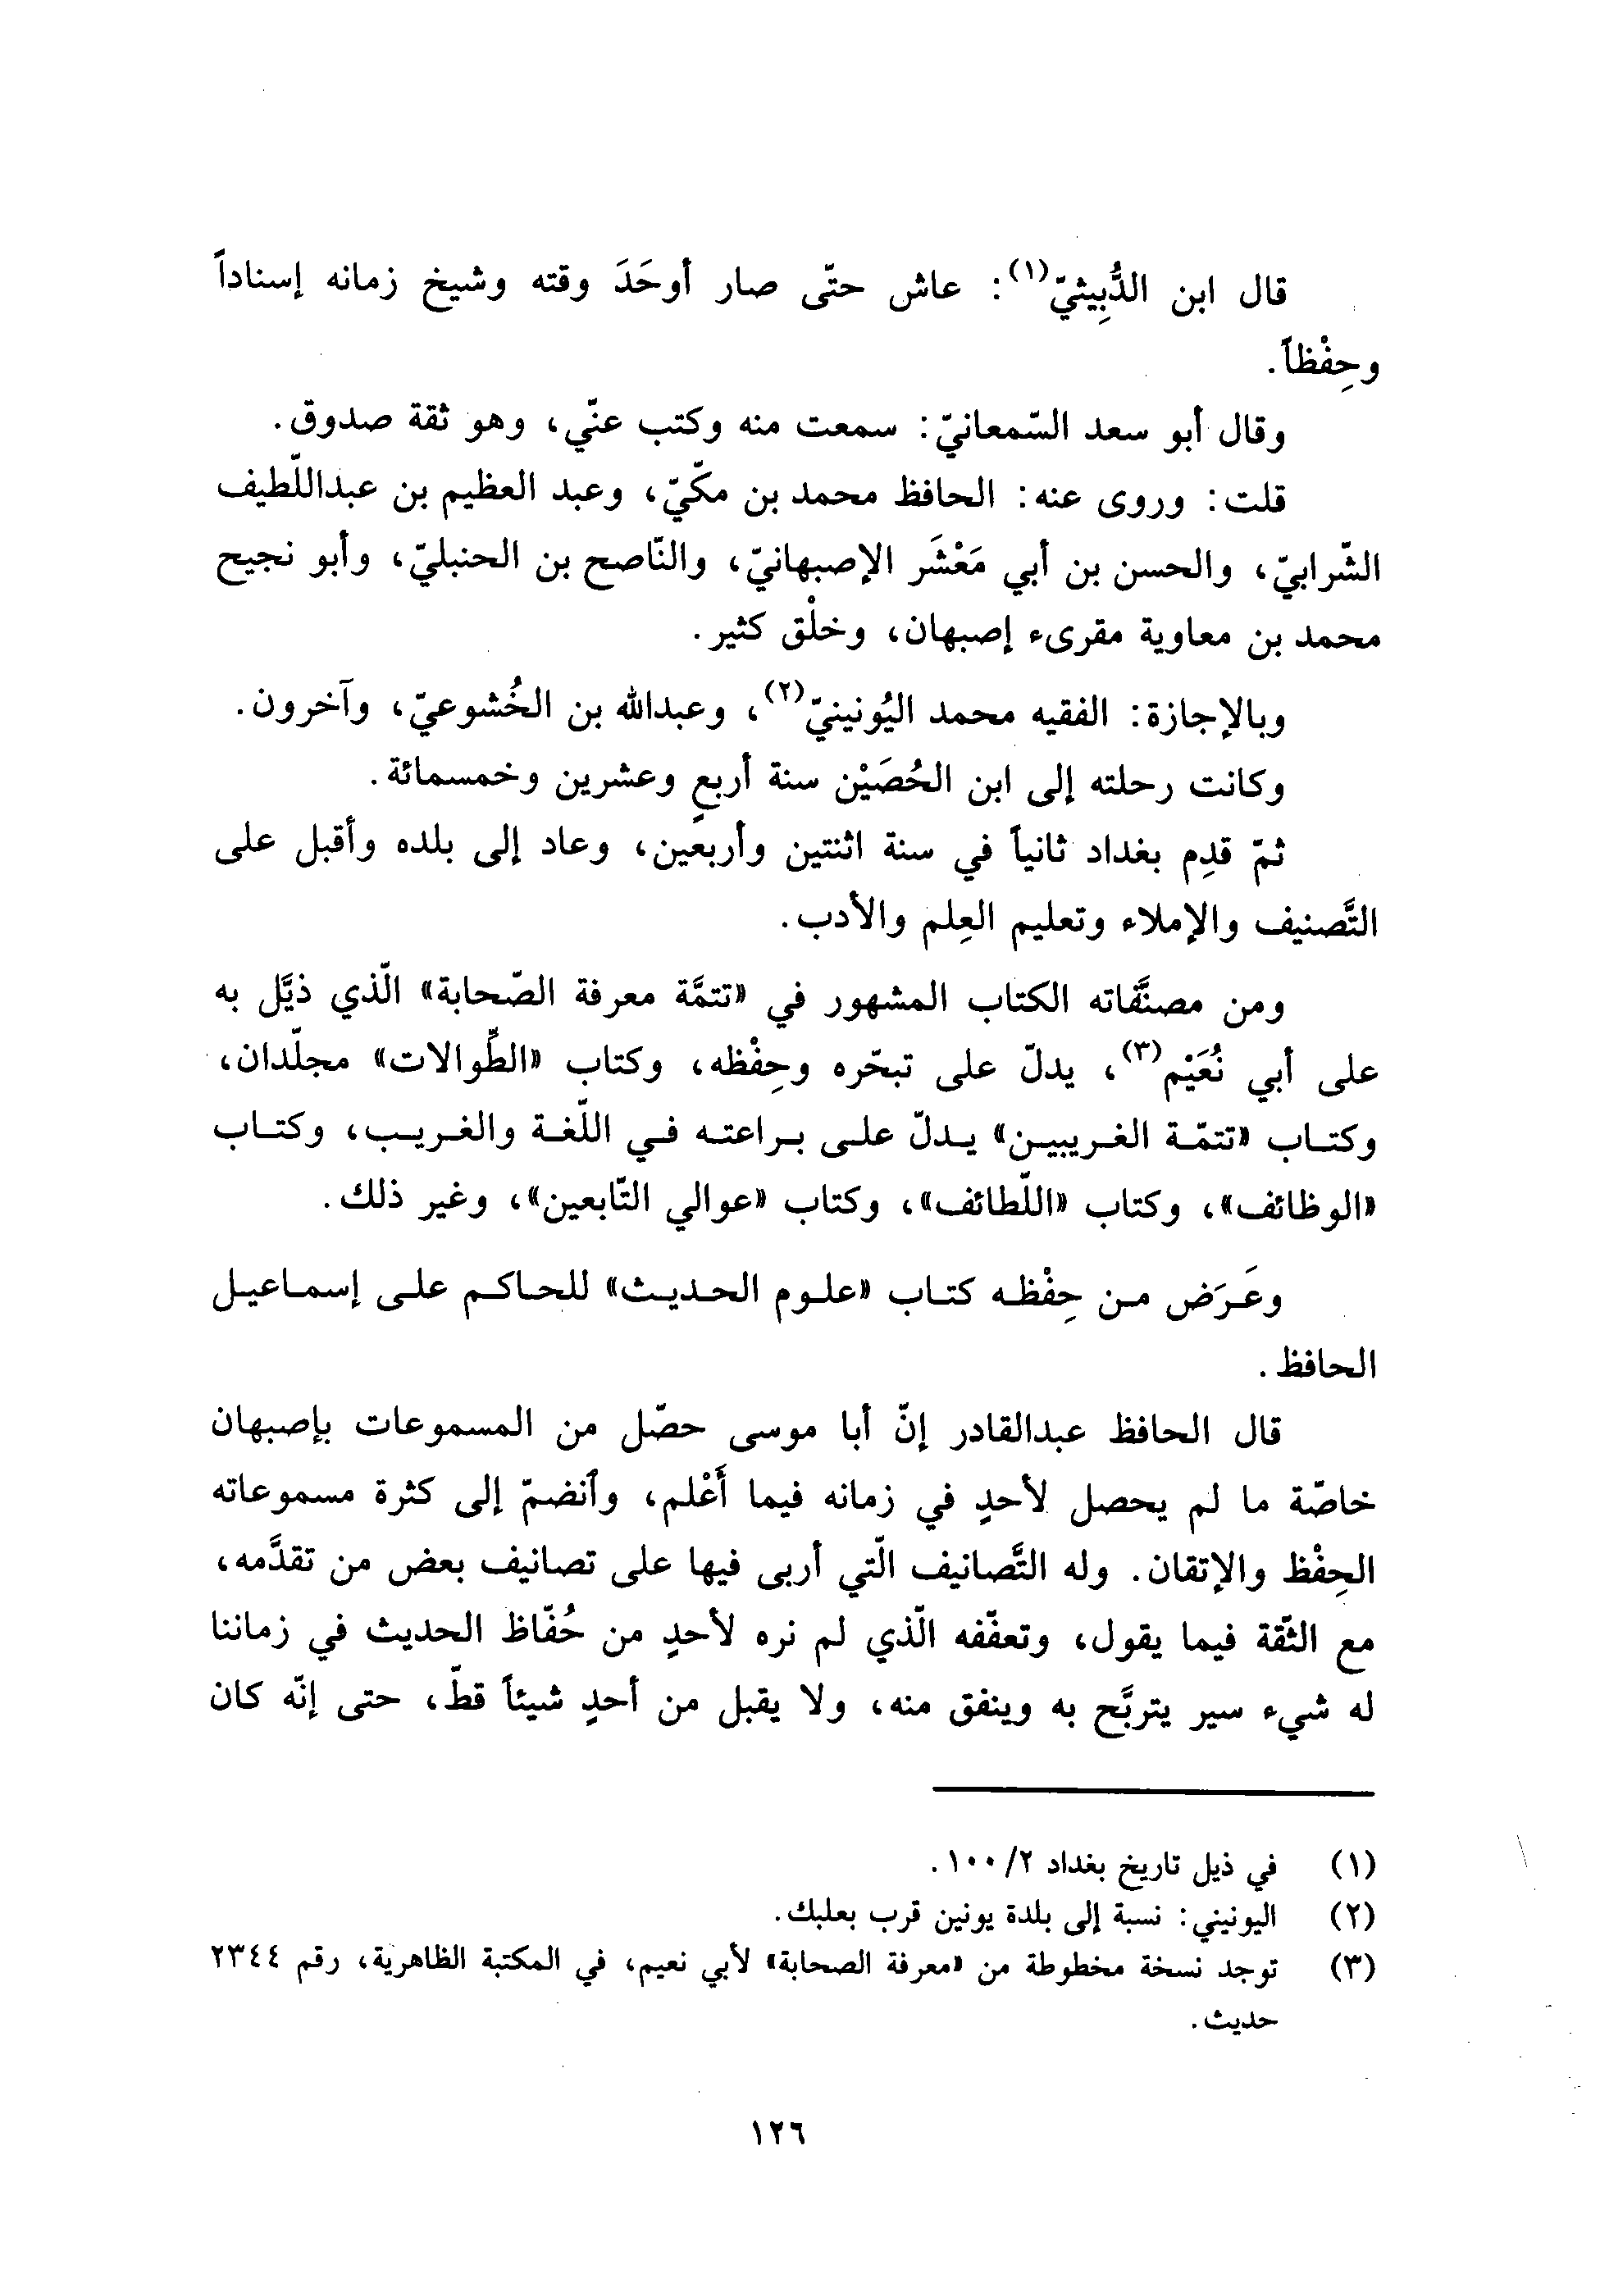 قال ابن الدُّبِيثيّ(١): عاش حتّى صار أوحَدَ وقته وشيخ زمانه إسناداً
وحِفْظاً.
وقال أبو سعد السّمعانيّ: سمعت منه وكتب عنّي، وهو ثقة صدوق.
قلت: وروى عنه: الحافظ محمد بن مكّيّ، وعبد العظيم بن عبداللّطيف
الشّرابيّ، والحسن بن أبي مَعْشَر الإصبهانيّ، والنّاصح بن الحنبليّ، وأبو نجيح
محمد بن معاوية مقرىء إصبهان، وخلْق كثير.
وبالإجازة: الفقيه محمد اليُونينيّ(٢)، وعبدالله بن الخُشوعيّ، وآخرون.
وكانت رحلته إلى ابن الحُصَيْن سنة أربعٍ وعشرين وخمسمائة.
ثمّ قدِم بغداد ثانياً في سنة اثنتين وأربعين، وعاد إلى بلده وأقبل على
التَّصنيف والإملاء وتعليم العِلم والأدب.
ومن مصنَّفاته الكتاب المشهور في «تتمَّة معرفة الصّحابة» الّذي ذيَّل به
على أبي نُعَيْم(٣)، يدلّ على تبحّره وحِفْظه، وكتاب «الطِّوالات» مجلّدان،
وكتاب «تتمّة الغريبين» يدلّ على براعته في اللّغة والغريب، وكتاب
«الوظائف»، وكتاب «اللّطائف»، وكتاب «عوالي التّابعين»، وغير ذلك.
وعَرَض من حِفْظه كتاب «علوم الحديث» للحاكم على إسماعيل
الحافظ.
قال الحافظ عبدالقادر إنّ أبا موسى حصّل من المسموعات بإصبهان
خاصّة ما لم يحصل لأحدٍ في زمانه فيما أَعْلم، وٱنضمّ إلى كثرة مسموعاته
الحِفْظ والإتقان. وله التَّصانيف الّتي أربى فيها على تصانيف بعض من تقدَّمه،
مع الثّقة فيما يقول، وتعفّفه الّذي لم نره لأحدٍ من حُفّاظ الحديث في زماننا
له شيء سير يتربَّح به وينفق منه، ولا يقبل من أحدٍ شيئاً قطّ، حتى إنّه كان
(١) في ذيل تاريخ بغداد ٢/ ١٠٠.
(٢) اليونيني: نسبة إلى بلدة يونين قرب بعلبك.
(٣) توجد نسخة مخطوطة من «معرفة الصحابة» لأبي نعيم، في المكتبة الظاهرية، رقم ٢٣٤٤
حديث.
١٢٦